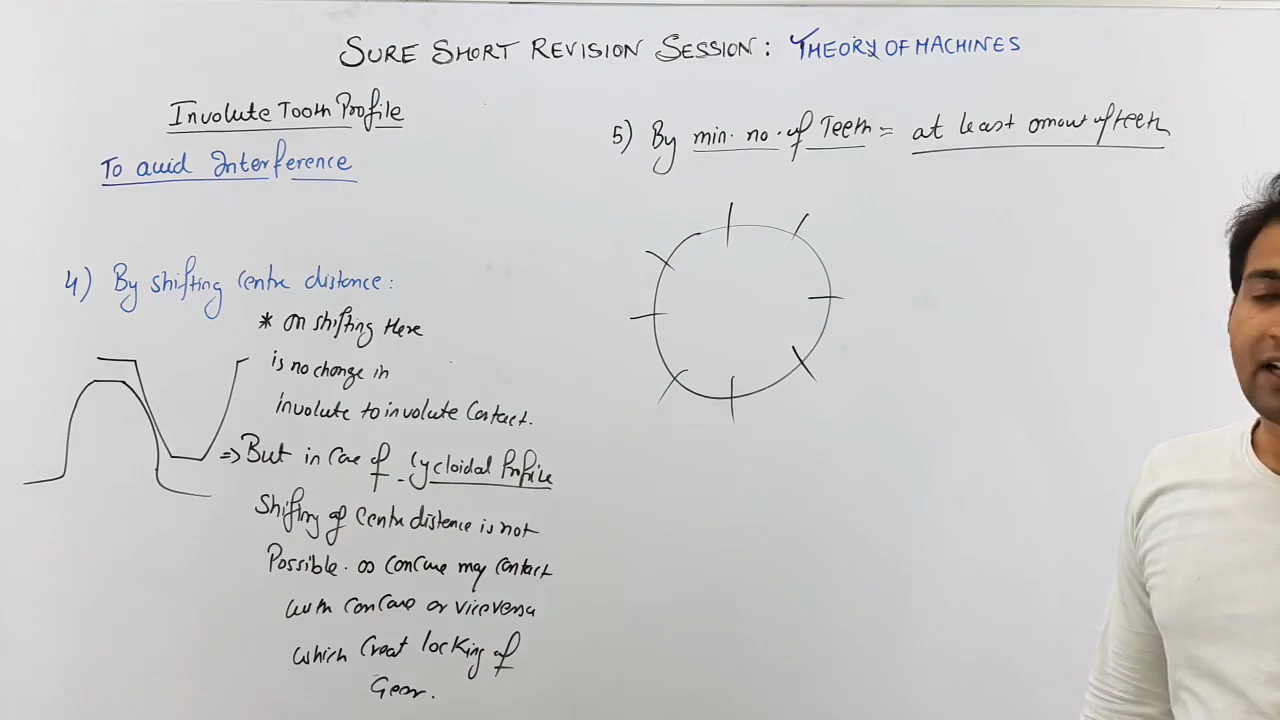 SURE SHORT REVISION SESSION: THEORY OF MACHINES
Involute Tooth Profile
To avoid Interference
4) By shifting Centre distance:
* On shifting there
is no change in
involute to involute Contact.
⇒ But in Case of Cycloidal Profile
Shifting of Centre distance is not
Possible. as concave may contact
with concave or viceversa
which Creat locking of
Gear.
5) By min. no. of Teeth = at least amout of teeth